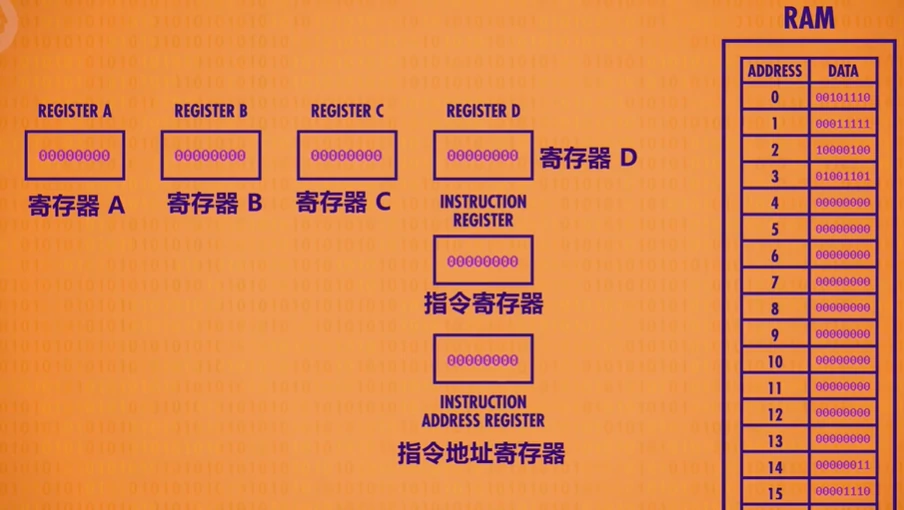 RAM
ADDRESS DATA
0 00101110
1 00011111
2 10000100
3 01001101
4 00000000
5 00000000
6 00000000
7 00000000
8 00000000
9 00000000
10 00000000
11 00000000
12 00000000
13 00000000
14 00000011
15 00001110
REGISTER A
00000000
寄存器 A
REGISTER B
00000000
寄存器 B
REGISTER C
00000000
寄存器 C
REGISTER D
00000000
寄存器 D
INSTRUCTION
REGISTER
00000000
指令寄存器
00000000
INSTRUCTION
ADDRESS REGISTER
指令地址寄存器